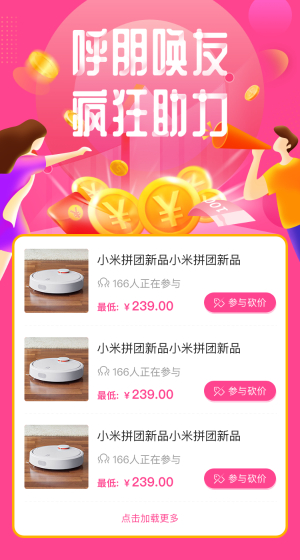 呼朋唤友
疯狂助力
小米拼团新品小米拼团新品
166人正在参与
最低: ￥239.00
参与砍价
小米拼团新品小米拼团新品
166人正在参与
最低: ￥239.00
参与砍价
小米拼团新品小米拼团新品
166人正在参与
最低: ￥239.00
参与砍价
点击加载更多